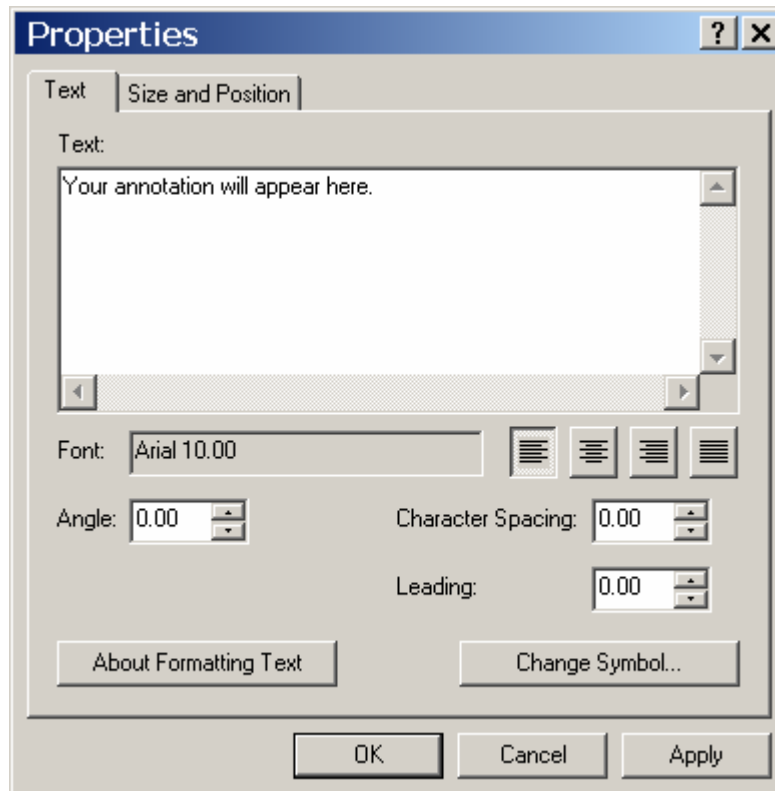 Properties ?
Text Size and Position
Text:
Your annotation will appear here.
Font: Arial 10.00
Angle: 0.00 Character Spacing: 0.00
Leading: 0.00
About Formatting Text Change Symbol...
OK Cancel Apply